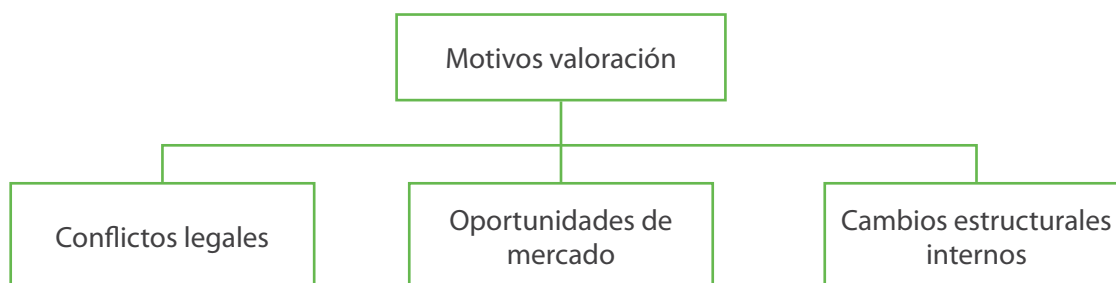 Motivos valoración
Conflictos legales
Oportunidades de
mercado
Cambios estructurales
internos